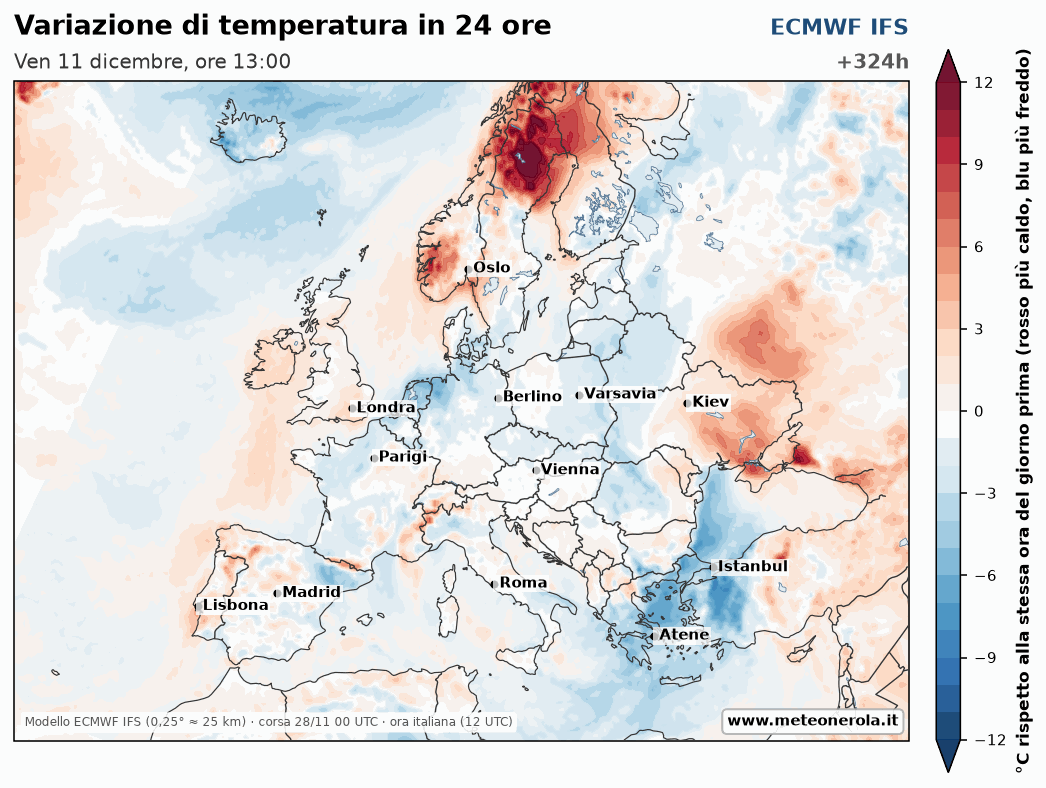 Variazione di temperatura in 24 ore
ECMWF IFS
Ven 11 dicembre, ore 13:00
+324h
Oslo
Londra
Berlino
Varsavia
Kiev
Parigi
Vienna
Istanbul
Roma
Madrid
Lisbona
Atene
Modello ECMWF IFS (0,25° ≈ 25 km) · corsa 28/11 00 UTC · ora italiana (12 UTC)
www.meteonerola.it
12
9
6
3
0
−3
−6
−9
−12
°C rispetto alla stessa ora del giorno prima (rosso più caldo, blu più freddo)